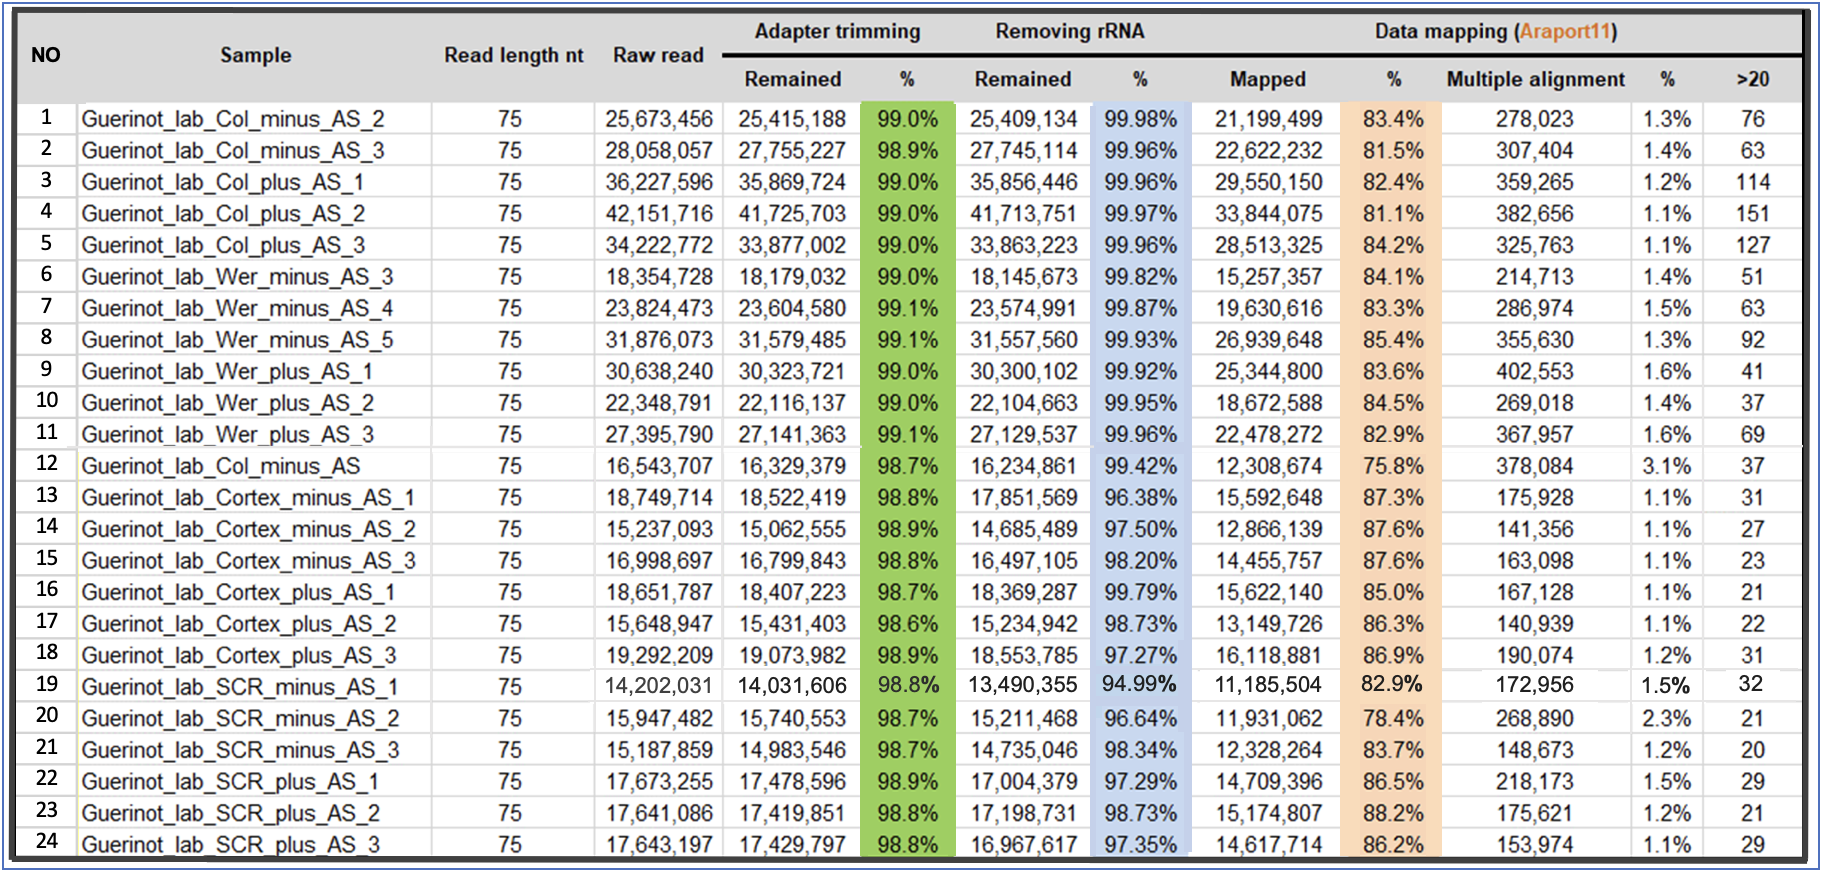 NO Sample Read length nt Raw read Adapter trimming Removing rRNA Data mapping (Araport11)
Remained % Remained % Mapped % Multiple alignment % >20
1 Guerinot_lab_Col_minus_AS_2 75 25,673,456 25,415,188 99.0% 25,409,134 99.98% 21,199,499 83.4% 278,023 1.3% 76
2 Guerinot_lab_Col_minus_AS_3 75 28,058,057 27,755,227 98.9% 27,745,114 99.96% 22,622,232 81.5% 307,404 1.4% 63
3 Guerinot_lab_Col_plus_AS_1 75 36,227,596 35,869,724 99.0% 35,856,446 99.96% 29,550,150 82.4% 359,265 1.2% 114
4 Guerinot_lab_Col_plus_AS_2 75 42,151,716 41,725,703 99.0% 41,713,751 99.97% 33,844,075 81.1% 382,656 1.1% 151
5 Guerinot_lab_Col_plus_AS_3 75 34,222,772 33,877,002 99.0% 33,863,223 99.96% 28,513,325 84.2% 325,763 1.1% 127
6 Guerinot_lab_Wer_minus_AS_3 75 18,354,728 18,179,032 99.0% 18,145,673 99.82% 15,257,357 84.1% 214,713 1.4% 51
7 Guerinot_lab_Wer_minus_AS_4 75 23,824,473 23,604,580 99.1% 23,574,991 99.87% 19,630,616 83.3% 286,974 1.5% 63
8 Guerinot_lab_Wer_minus_AS_5 75 31,876,073 31,579,485 99.1% 31,557,560 99.93% 26,939,648 85.4% 355,630 1.3% 92
9 Guerinot_lab_Wer_plus_AS_1 75 30,638,240 30,323,721 99.0% 30,300,102 99.92% 25,344,800 83.6% 402,553 1.6% 41
10 Guerinot_lab_Wer_plus_AS_2 75 22,348,791 22,116,137 99.0% 22,104,663 99.95% 18,672,588 84.5% 269,018 1.4% 37
11 Guerinot_lab_Wer_plus_AS_3 75 27,395,790 27,141,363 99.1% 27,129,537 99.96% 22,478,272 82.9% 367,957 1.6% 69
12 Guerinot_lab_Col_minus_AS 75 16,543,707 16,329,379 98.7% 16,234,861 99.42% 12,308,674 75.8% 378,084 3.1% 37
13 Guerinot_lab_Cortex_minus_AS_1 75 18,749,714 18,522,419 98.8% 17,851,569 96.38% 15,592,648 87.3% 175,928 1.1% 31
14 Guerinot_lab_Cortex_minus_AS_2 75 15,237,093 15,062,555 98.9% 14,685,489 97.50% 12,866,139 87.6% 141,356 1.1% 27
15 Guerinot_lab_Cortex_minus_AS_3 75 16,998,697 16,799,843 98.8% 16,497,105 98.20% 14,455,757 87.6% 163,098 1.1% 23
16 Guerinot_lab_Cortex_plus_AS_1 75 18,651,787 18,407,223 98.7% 18,369,287 99.79% 15,622,140 85.0% 167,128 1.1% 21
17 Guerinot_lab_Cortex_plus_AS_2 75 15,648,947 15,431,403 98.6% 15,234,942 98.73% 13,149,726 86.3% 140,939 1.1% 22
18 Guerinot_lab_Cortex_plus_AS_3 75 19,292,209 19,073,982 98.9% 18,553,785 97.27% 16,118,881 86.9% 190,074 1.2% 31
19 Guerinot_lab_SCR_minus_AS_1 75 14,202,031 14,031,606 98.8% 13,490,355 94.99% 11,185,504 82.9% 172,956 1.5% 32
20 Guerinot_lab_SCR_minus_AS_2 75 15,947,482 15,740,553 98.7% 15,211,468 96.64% 11,931,062 78.4% 268,890 2.3% 21
21 Guerinot_lab_SCR_minus_AS_3 75 15,187,859 14,983,546 98.7% 14,735,046 98.34% 12,328,264 83.7% 148,673 1.2% 20
22 Guerinot_lab_SCR_plus_AS_1 75 17,673,255 17,478,596 98.9% 17,004,379 97.29% 14,709,396 86.5% 218,173 1.5% 29
23 Guerinot_lab_SCR_plus_AS_2 75 17,641,086 17,419,851 98.8% 17,198,731 98.73% 15,174,807 88.2% 175,621 1.2% 21
24 Guerinot_lab_SCR_plus_AS_3 75 17,643,197 17,429,797 98.8% 16,967,617 97.35% 14,617,714 86.2% 153,974 1.1% 29